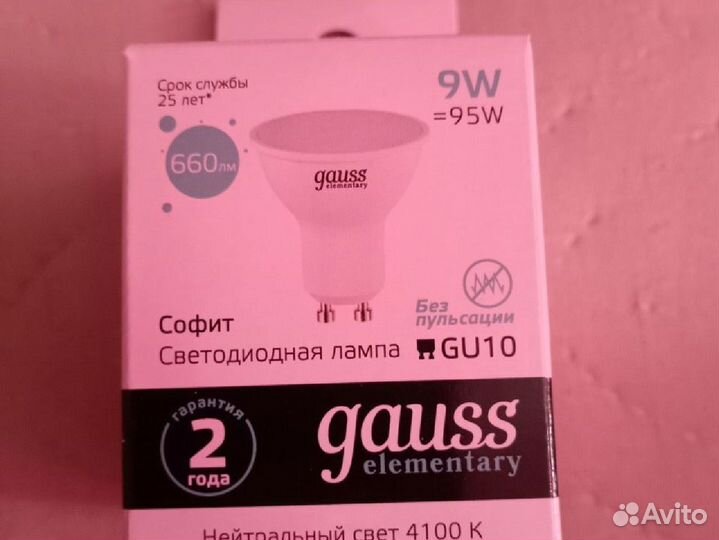 Срок службы
25 лет*
9W
=95W
660лм
gauss
elementary
Без
пульсации
Софит
Светодиодная лампа
GU10
гарантия
2
года
gauss
elementary
Нейтральный свет 4100 К
Avito